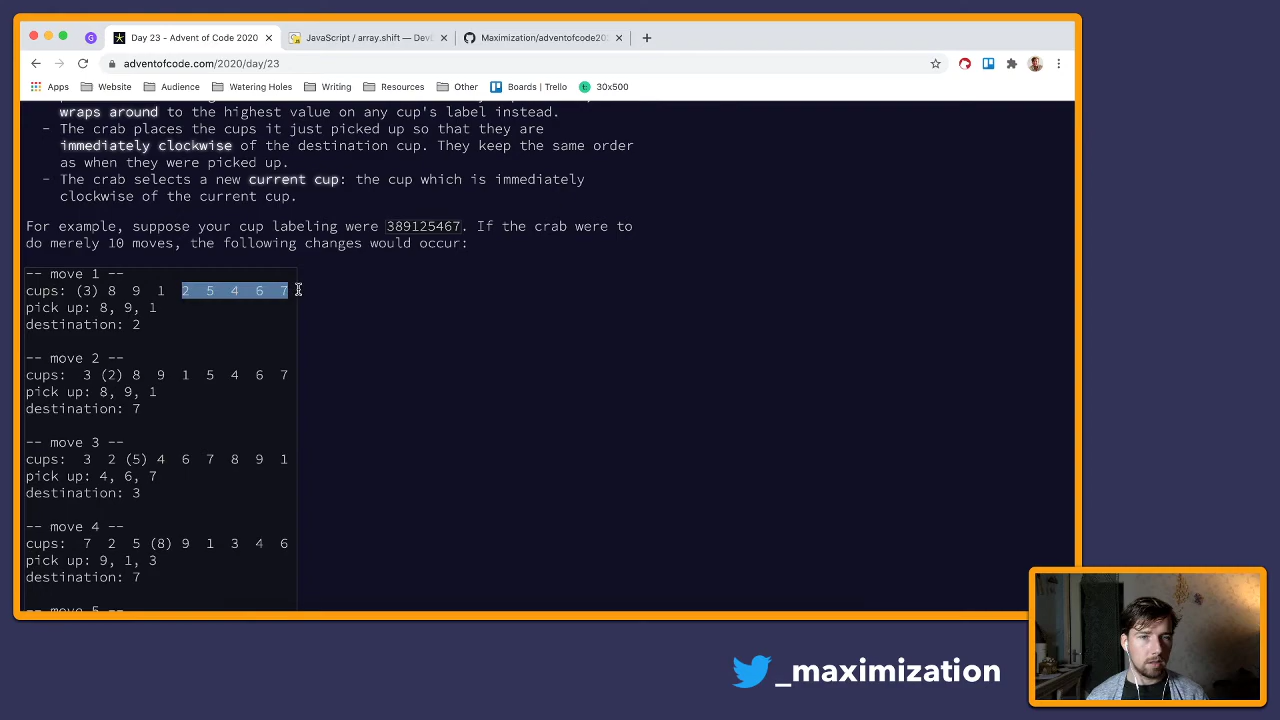 Day 23 - Advent of Code 2020
JavaScript / array.shift — Dev
Maximization/adventofcode202
adventofcode.com/2020/day/23
Apps
Website
Audience
Watering Holes
Writing
Resources
Other
Boards | Trello
30x500
wraps around to the highest value on any cup's label instead.
- The crab places the cups it just picked up so that they are
immediately clockwise of the destination cup. They keep the same order
as when they were picked up.
- The crab selects a new current cup: the cup which is immediately
clockwise of the current cup.
For example, suppose your cup labeling were 389125467. If the crab were to
do merely 10 moves, the following changes would occur:
-- move 1 --
cups: (3) 8 9 1 2 5 4 6 7
pick up: 8, 9, 1
destination: 2
-- move 2 --
cups: 3 (2) 8 9 1 5 4 6 7
pick up: 8, 9, 1
destination: 7
-- move 3 --
cups: 3 2 (5) 4 6 7 8 9 1
pick up: 4, 6, 7
destination: 3
-- move 4 --
cups: 7 2 5 (8) 9 1 3 4 6
pick up: 9, 1, 3
destination: 7
-- move 5 --
_maximization